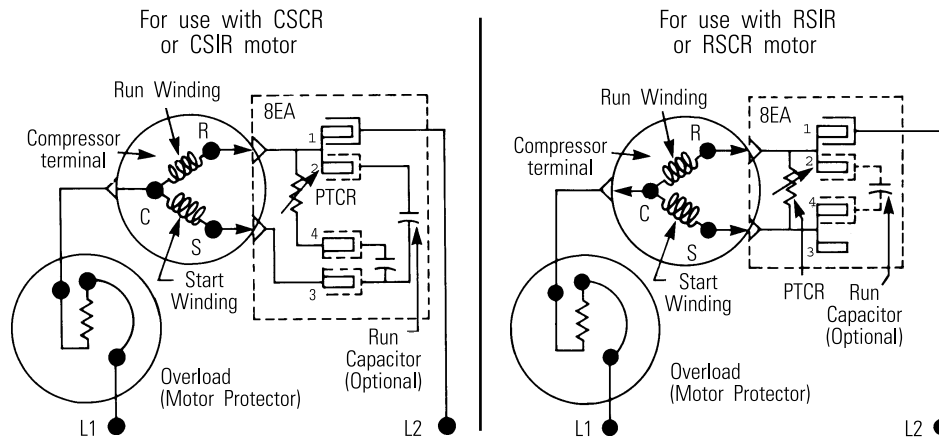 For use with CSCR
or CSIR motor
Run Winding
8EA
Compressor
terminal
R
1
2
PTCR
C
S
4
3
Start
Winding
Run
Capacitor
(Optional)
Overload
(Motor Protector)
L1
L2
For use with RSIR
or RSCR motor
Run Winding
8EA
Compressor
terminal
R
1
2
C
S
4
3
Start
Winding
PTCR
Run
Capacitor
(Optional)
Overload
(Motor Protector)
L1
L2